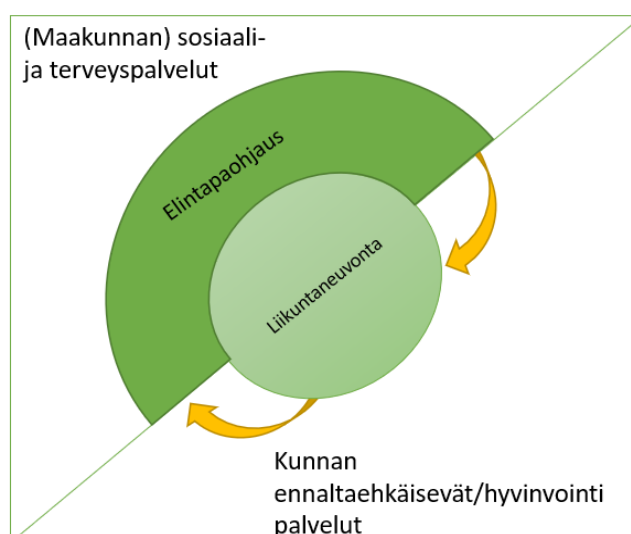 (Maakunnan) sosiaali-
ja terveyspalvelut
Elintapaohjaus
Liikuntaneuvonta
Kunnan
ennaltaehkäisevät/hyvinvointi
palvelut